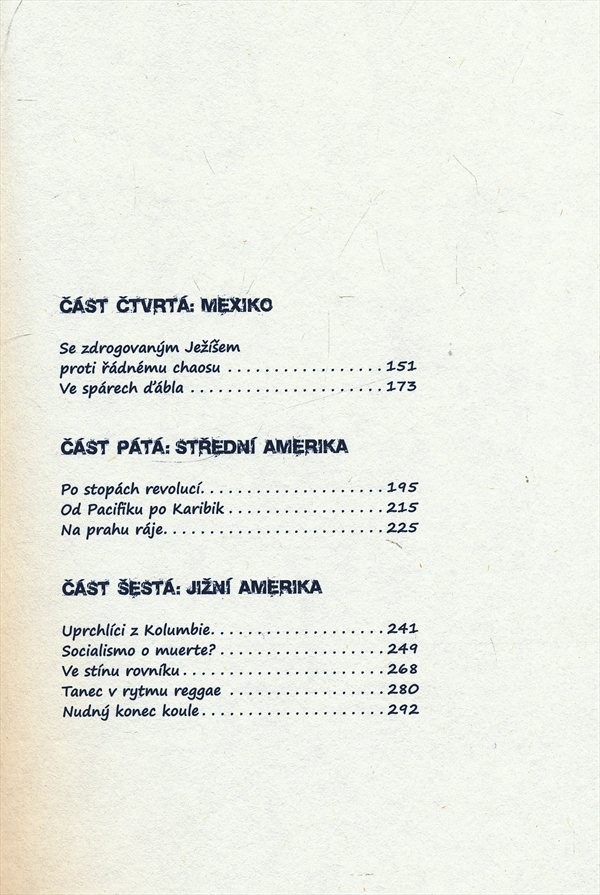 ČÁST ČTVRTÁ: MEXIKO
Se zdrogovaným Ježíšem
proti řádnému chaosu . . . . . . . . . . . . . . . . . . 151
Ve spárech ďábla . . . . . . . . . . . . . . . . . . . . . . 173
ČÁST PÁTÁ: STŘEDNÍ AMERIKA
Po stopách revolucí. . . . . . . . . . . . . . . . . . . . . 195
Od Pacifiku po Karibik . . . . . . . . . . . . . . . . . . 215
Na prahu ráje. . . . . . . . . . . . . . . . . . . . . . . . . 225
ČÁST ŠESTÁ: JIŽNÍ AMERIKA
Uprchlíci z Kolumbie. . . . . . . . . . . . . . . . . . . . 241
Socialismo o muerte? . . . . . . . . . . . . . . . . . . . 249
Ve stínu rovníku . . . . . . . . . . . . . . . . . . . . . . . 268
Tanec v rytmu reggae . . . . . . . . . . . . . . . . . . 280
Nudný konec koule . . . . . . . . . . . . . . . . . . . . . 292